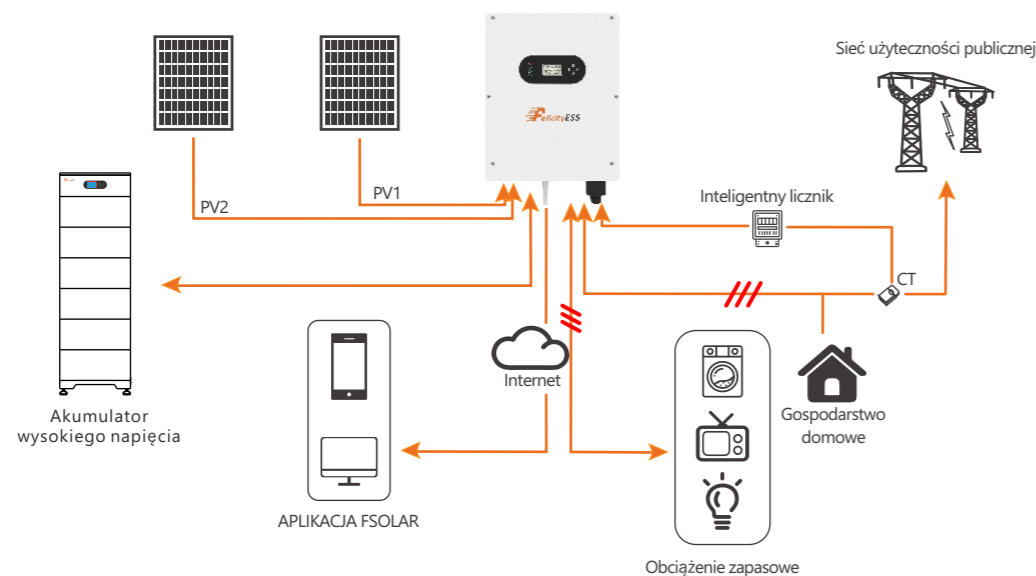 Sieć użyteczności publicznej
FelicityESS
PV2
PV1
Inteligentny licznik
CT
Internet
Akumulator
wysokiego napięcia
Gospodarstwo
domowe
APLIKACJA FSOLAR
Obciążenie zapasowe